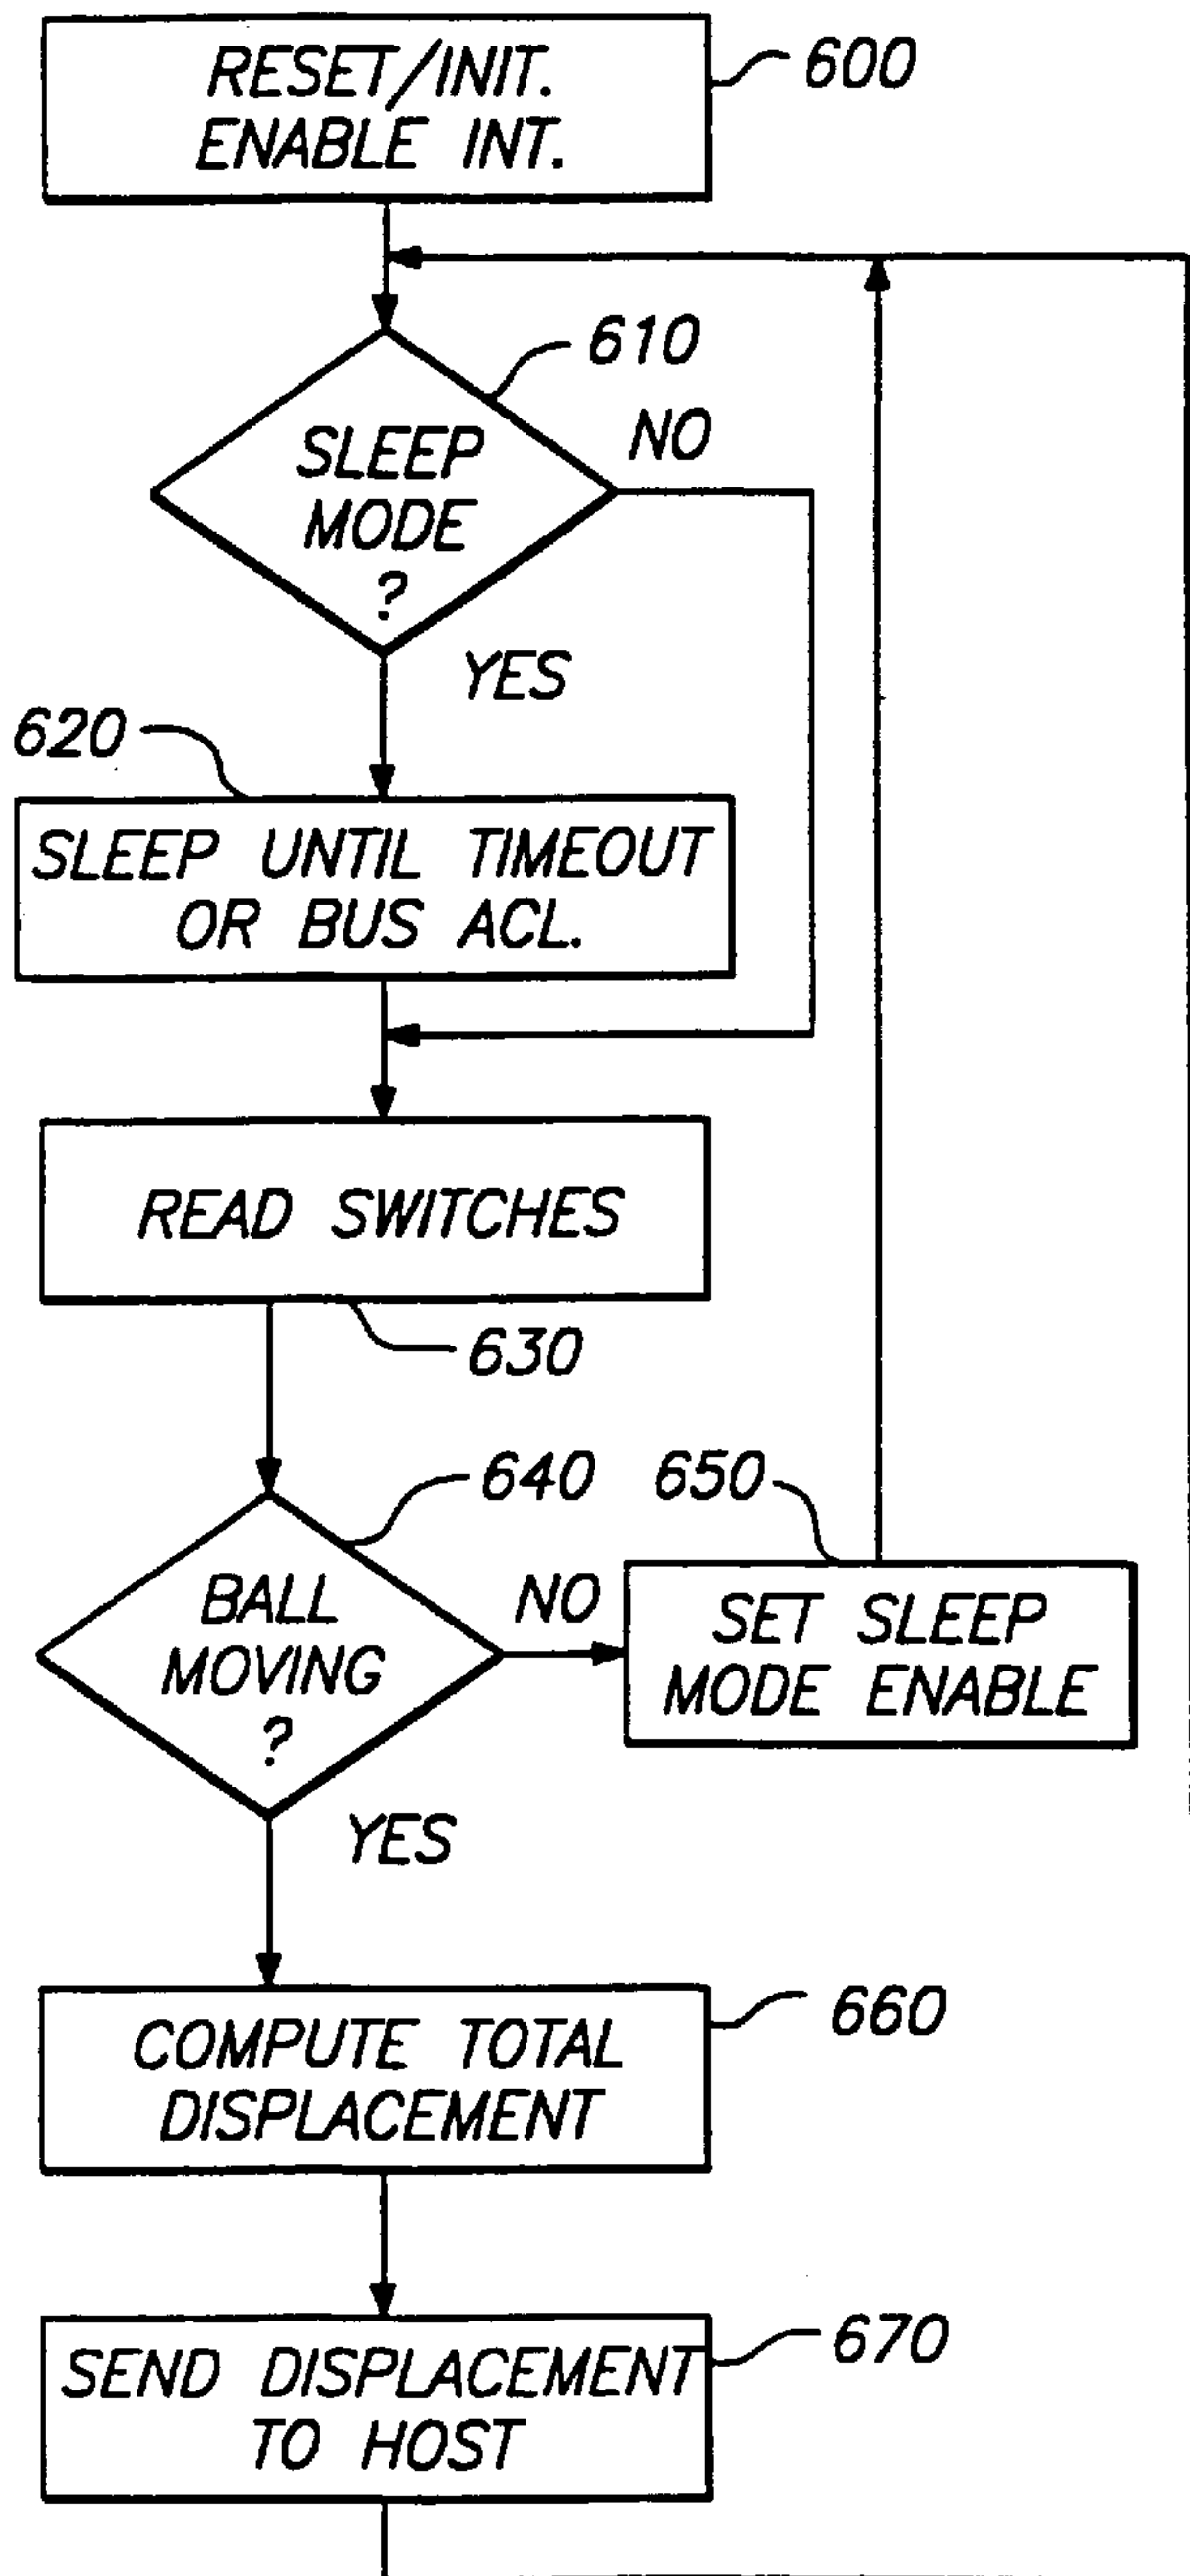 RESET/INIT.
ENABLE INT.
600
610
SLEEP
MODE
?
NO
YES
620
SLEEP UNTIL TIMEOUT
OR BUS ACL.
READ SWITCHES
630
640
BALL
MOVING
?
NO
650
SET SLEEP
MODE ENABLE
YES
COMPUTE TOTAL
DISPLACEMENT
660
SEND DISPLACEMENT
TO HOST
670